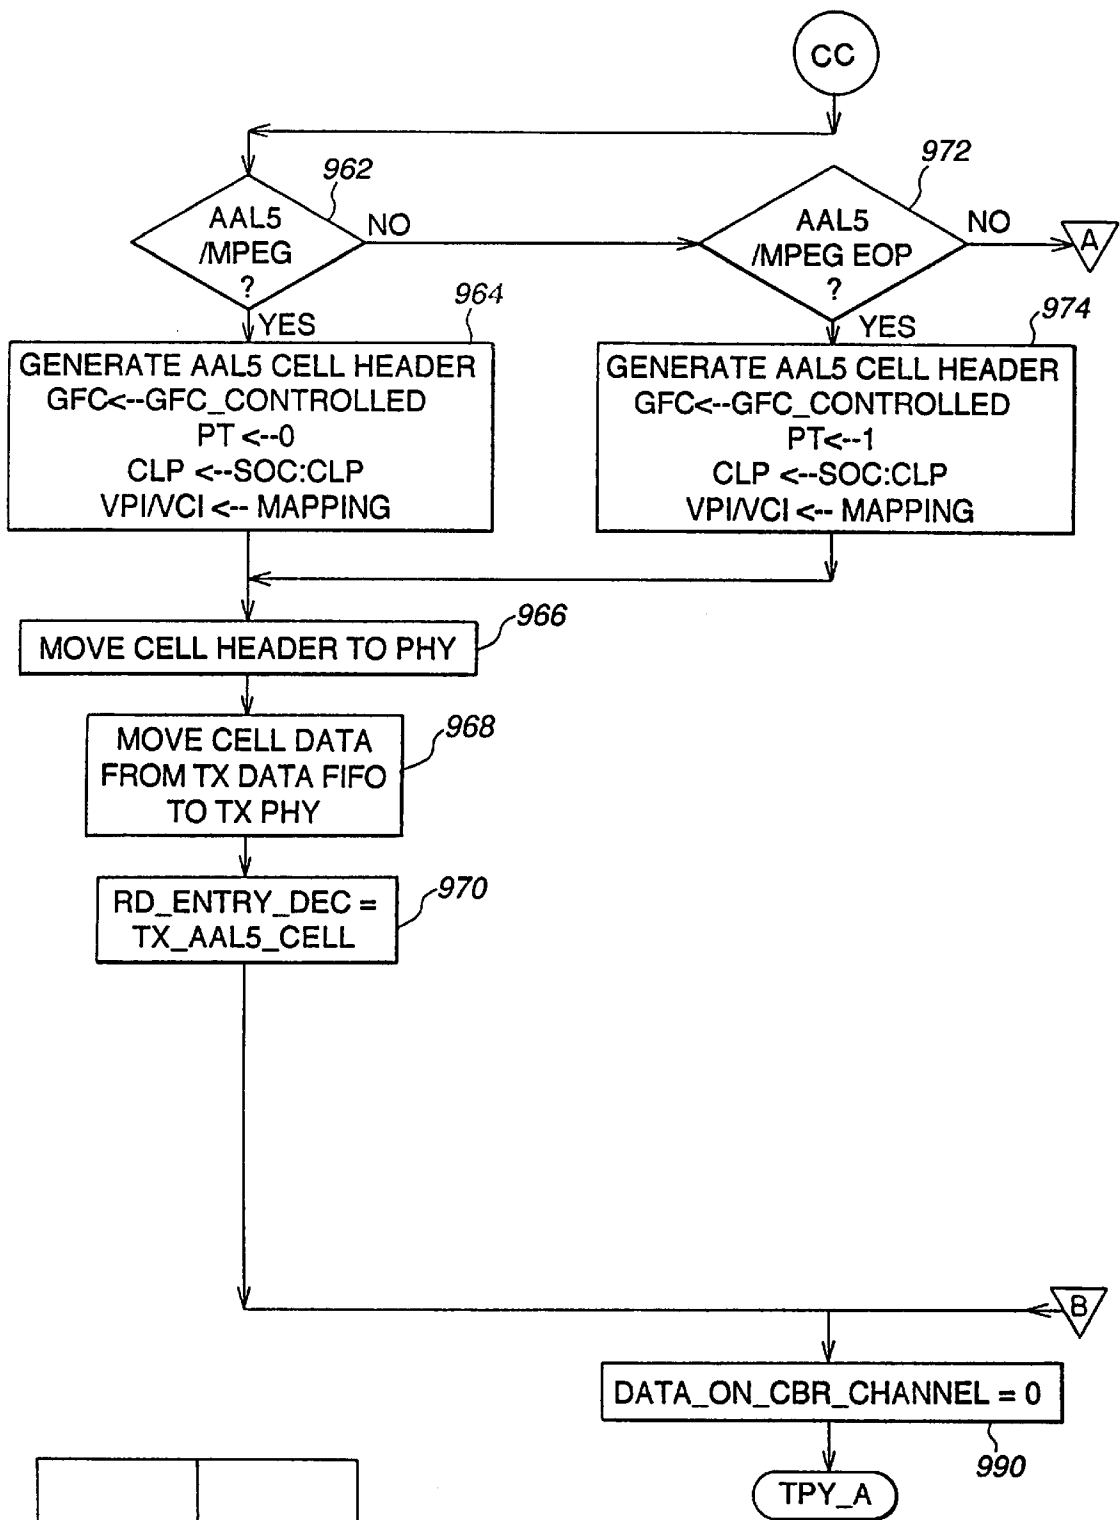 CC
962
AAL5
/MPEG
?
NO
YES
972
AAL5
/MPEG EOP
?
NO
A
YES
964
GENERATE AAL5 CELL HEADER
GFC<--GFC_CONTROLLED
PT <--0
CLP <--SOC:CLP
VPI/VCI <-- MAPPING
974
GENERATE AAL5 CELL HEADER
GFC<--GFC_CONTROLLED
PT<--1
CLP <--SOC:CLP
VPI/VCI <-- MAPPING
966
MOVE CELL HEADER TO PHY
968
MOVE CELL DATA
FROM TX DATA FIFO
TO TX PHY
970
RD_ENTRY_DEC =
TX_AAL5_CELL
B
DATA_ON_CBR_CHANNEL = 0
990
TPY_A